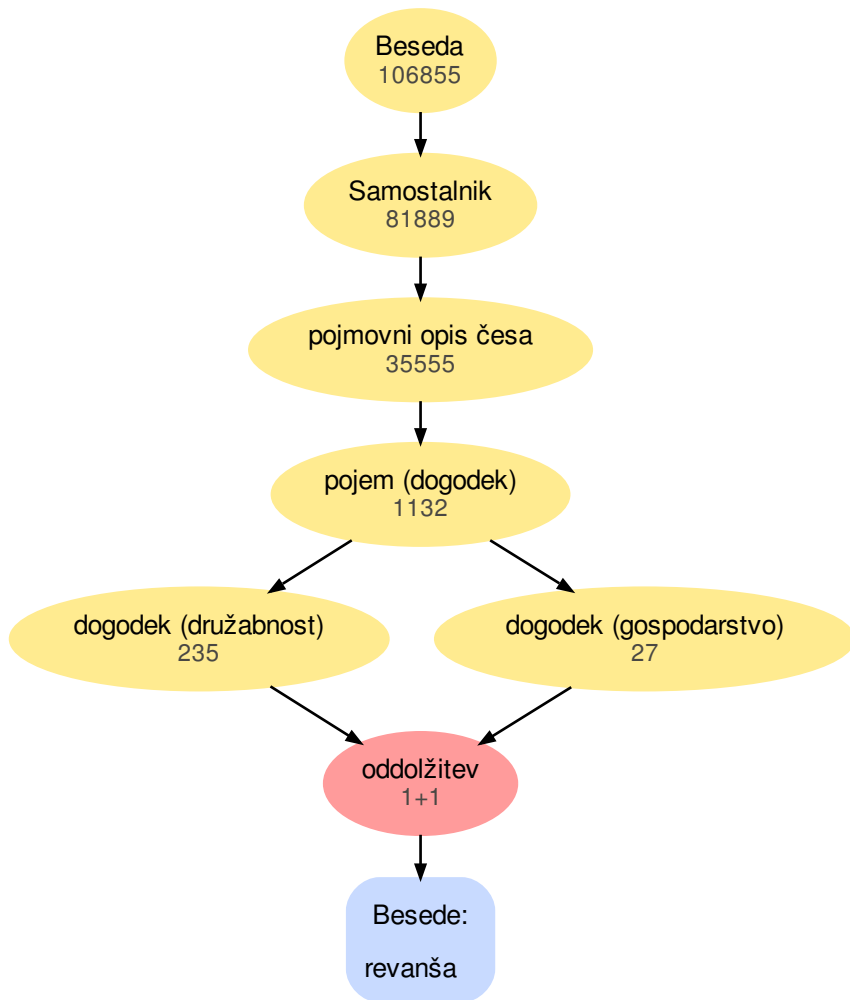 Beseda
106855
Samostalnik
81889
pojmovni opis česa
35555
pojem (dogodek)
1132
dogodek (družabnost)
235
dogodek (gospodarstvo)
27
oddolžitev
1+1
Besede:
revanša